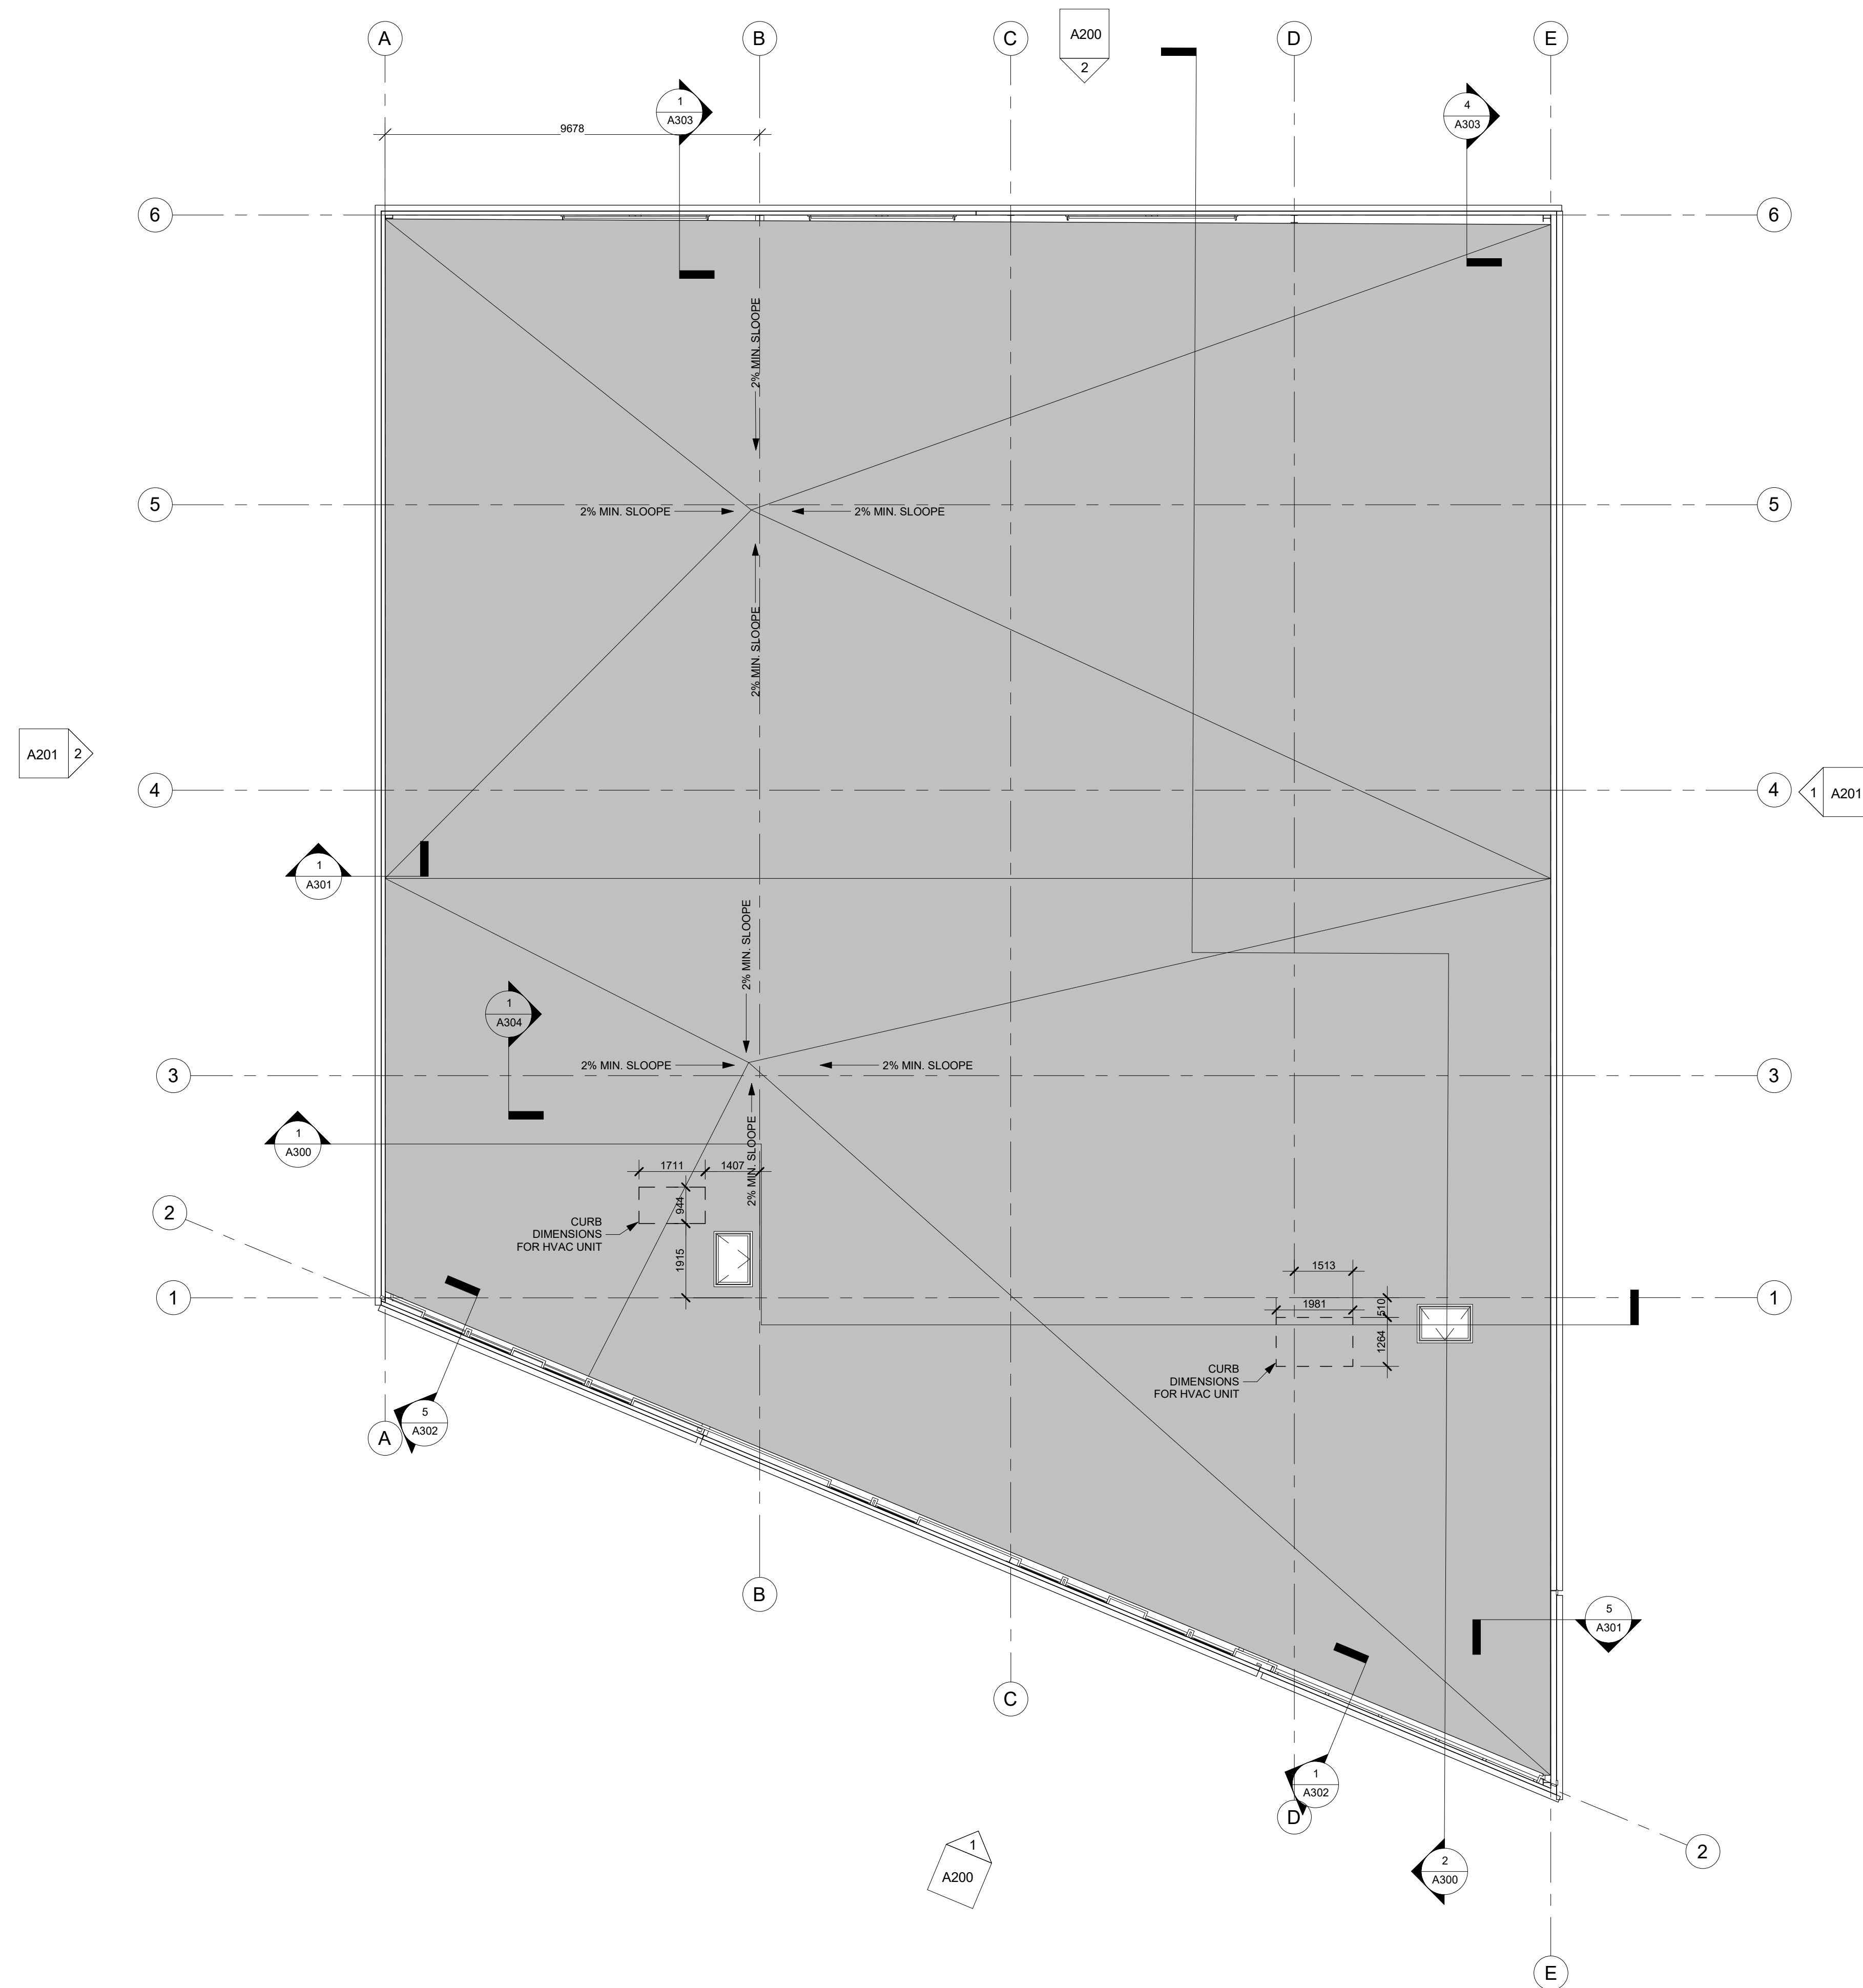 A
B
C
D
E
A200
2
1
A303
4
A303
9678
6
6
2% MIN. SLOOPE
5
5
2% MIN. SLOOPE
2% MIN. SLOOPE
2% MIN. SLOOPE
A201
2
4
4
1
A201
1
A301
2% MIN. SLOOPE
1
A304
2% MIN. SLOOPE
2% MIN. SLOOPE
3
3
2% MIN. SLOOPE
1
A300
1711
1407
944
2
CURB
DIMENSIONS
FOR HVAC UNIT
1915
1513
1
1
1981
510
1264
CURB
DIMENSIONS
FOR HVAC UNIT
5
A302
A
B
5
A301
C
1
A302
D
1
A200
2
2
A300
E